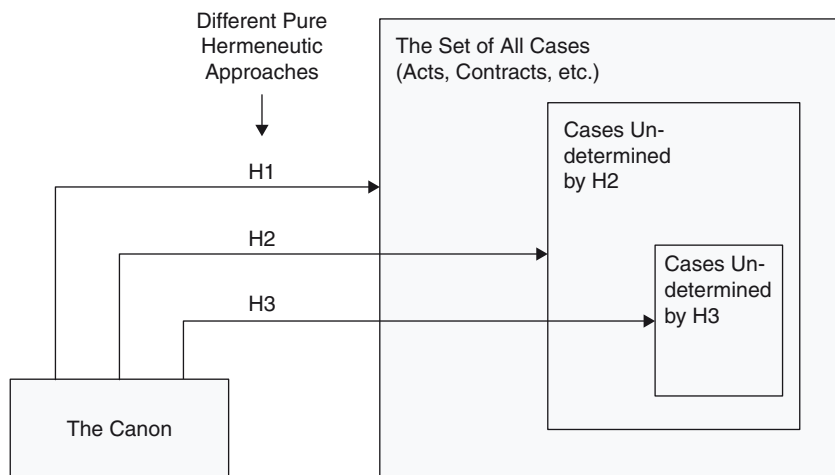 Different Pure
Hermeneutic
Approaches
The Set of All Cases
(Acts, Contracts, etc.)
Cases Un-
determined
by H2
H1
H2
Cases Un-
determined
by H3
H3
The Canon